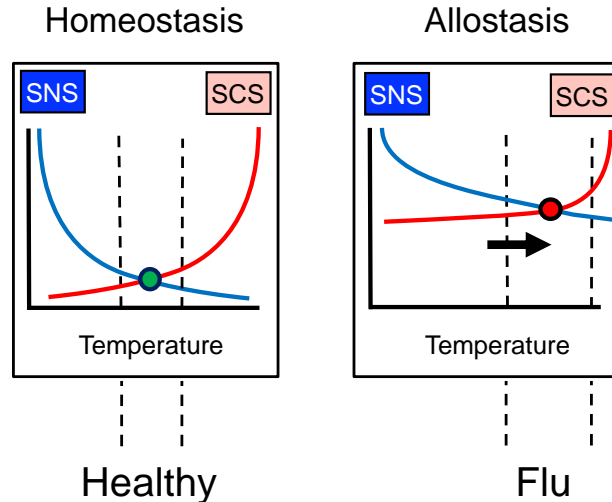 Homeostasis
Allostasis
SNS
SCS
SNS
SCS
Temperature
Temperature
Healthy
Flu